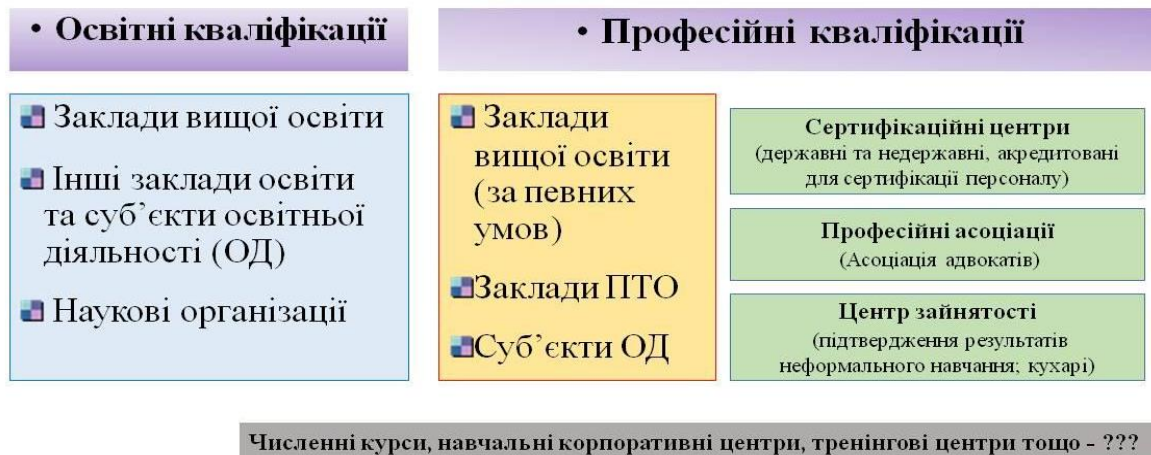 • Освітні кваліфікації
Заклади вищої освіти
Інші заклади освіти
та суб’єкти освітньої
діяльності (ОД)
Наукові організації
• Професійні кваліфікації
Заклади
вищої освіти
(за певних
умов)
Заклади ПТО
Суб’єкти ОД
Сертифікаційні центри
(державні та недержавні, акредитовані
для сертифікації персоналу)
Професійні асоціації
(Асоціація адвокатів)
Центр зайнятості
(підтвердження результатів
неформального навчання; кухарі)
Численні курси, навчальні корпоративні центри, тренінгові центри тощо - ???